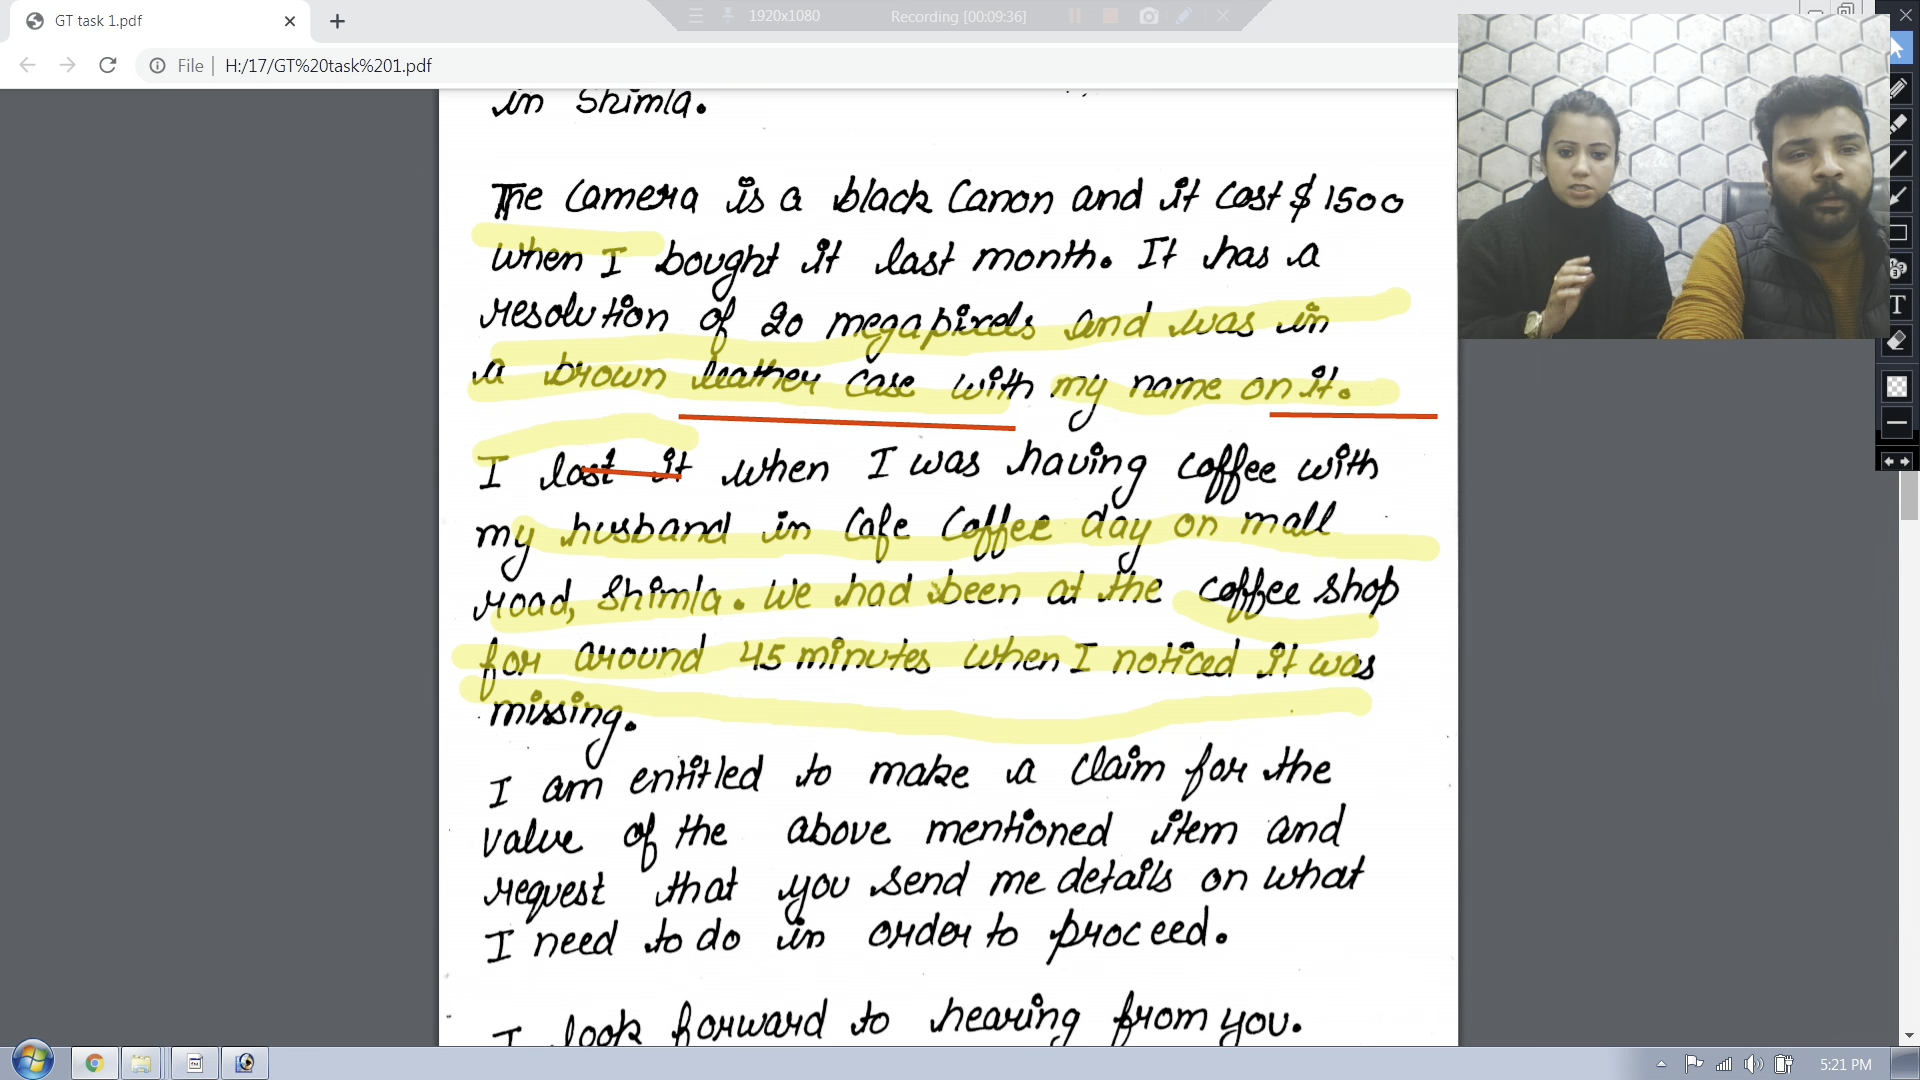 GT task 1.pdf
1920x1080
Recording [00:09:36]
File | H:/17/GT%20task%201.pdf
in Shimla.
The Camera is a black Canon and it cost $ 1500
when I bought it last month. It has a
resolution of 20 megapixels and was in
a brown leather case with my name on it.
I lost it when I was having coffee with
my husband in Cafe Coffee day on mall
road, Shimla. We had been at the coffee shop
for around 45 minutes when I noticed it was
missing.
I am entitled to make a claim for the
value of the above mentioned item and
request that you send me details on what
I need to do in order to proceed.
I look forward to hearing from you.
T
5:21 PM